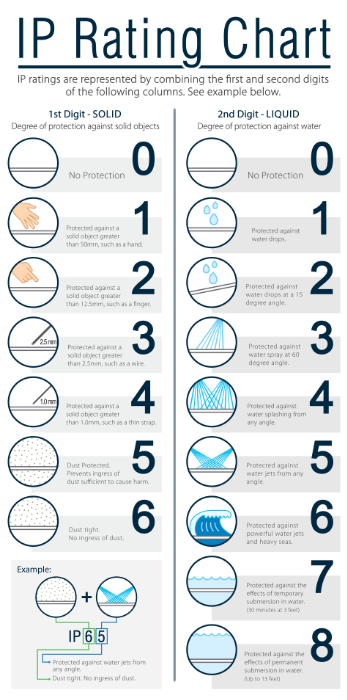 IP Rating Chart
IP ratings are represented by combining the first and second digits
of the following columns. See example below.
1st Digit - SOLID
Degree of protection against solid objects
0
No Protection
1
Protected against a
solid object greater
than 50mm, such as a hand.
2
Protected against a
solid object greater
than 12.5mm, such as a finger.
2.5mm
3
Protected against a
solid object greater
than 2.5mm, such as a wire.
1.0mm
4
Protected against a
solid object greater
than 1.0mm, such as a thin strap.
5
Dust Protected.
Prevents ingress of
dust sufficient to cause harm.
6
Dust tight.
No ingress of dust.
Example:
+
IP65
Protected against water jets from
any angle.
Dust tight. No ingress of dust.
2nd Digit - LIQUID
Degree of protection against water
0
No Protection
1
Protected against
water drops.
2
Protected against
water drops at a 15
degree angle.
3
Protected against
water spray at 60
degree angle.
4
Protected against
water splashing from
any angle.
5
Protected against
water jets from any
angle.
6
Protected against
powerful water jets
and heavy seas.
7
Protected against the
effects of temporary
submersion in water.
(30 minutes at 3 feet)
8
Protected against the
effects of permanent
submersion in water.
(Up to 13 feet)